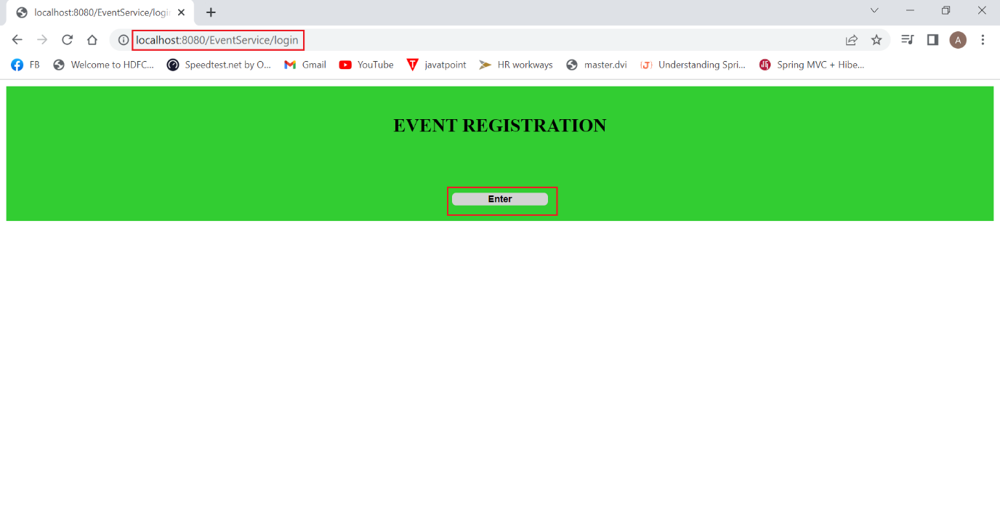 localhost:8080/EventService/logi
localhost:8080/EventService/login
A
FB Welcome to HDFC... Speedtest.net by O... Gmail YouTube javatpoint HR workways master.dvi Understanding Spri... Spring MVC + Hibe...
EVENT REGISTRATION
Enter